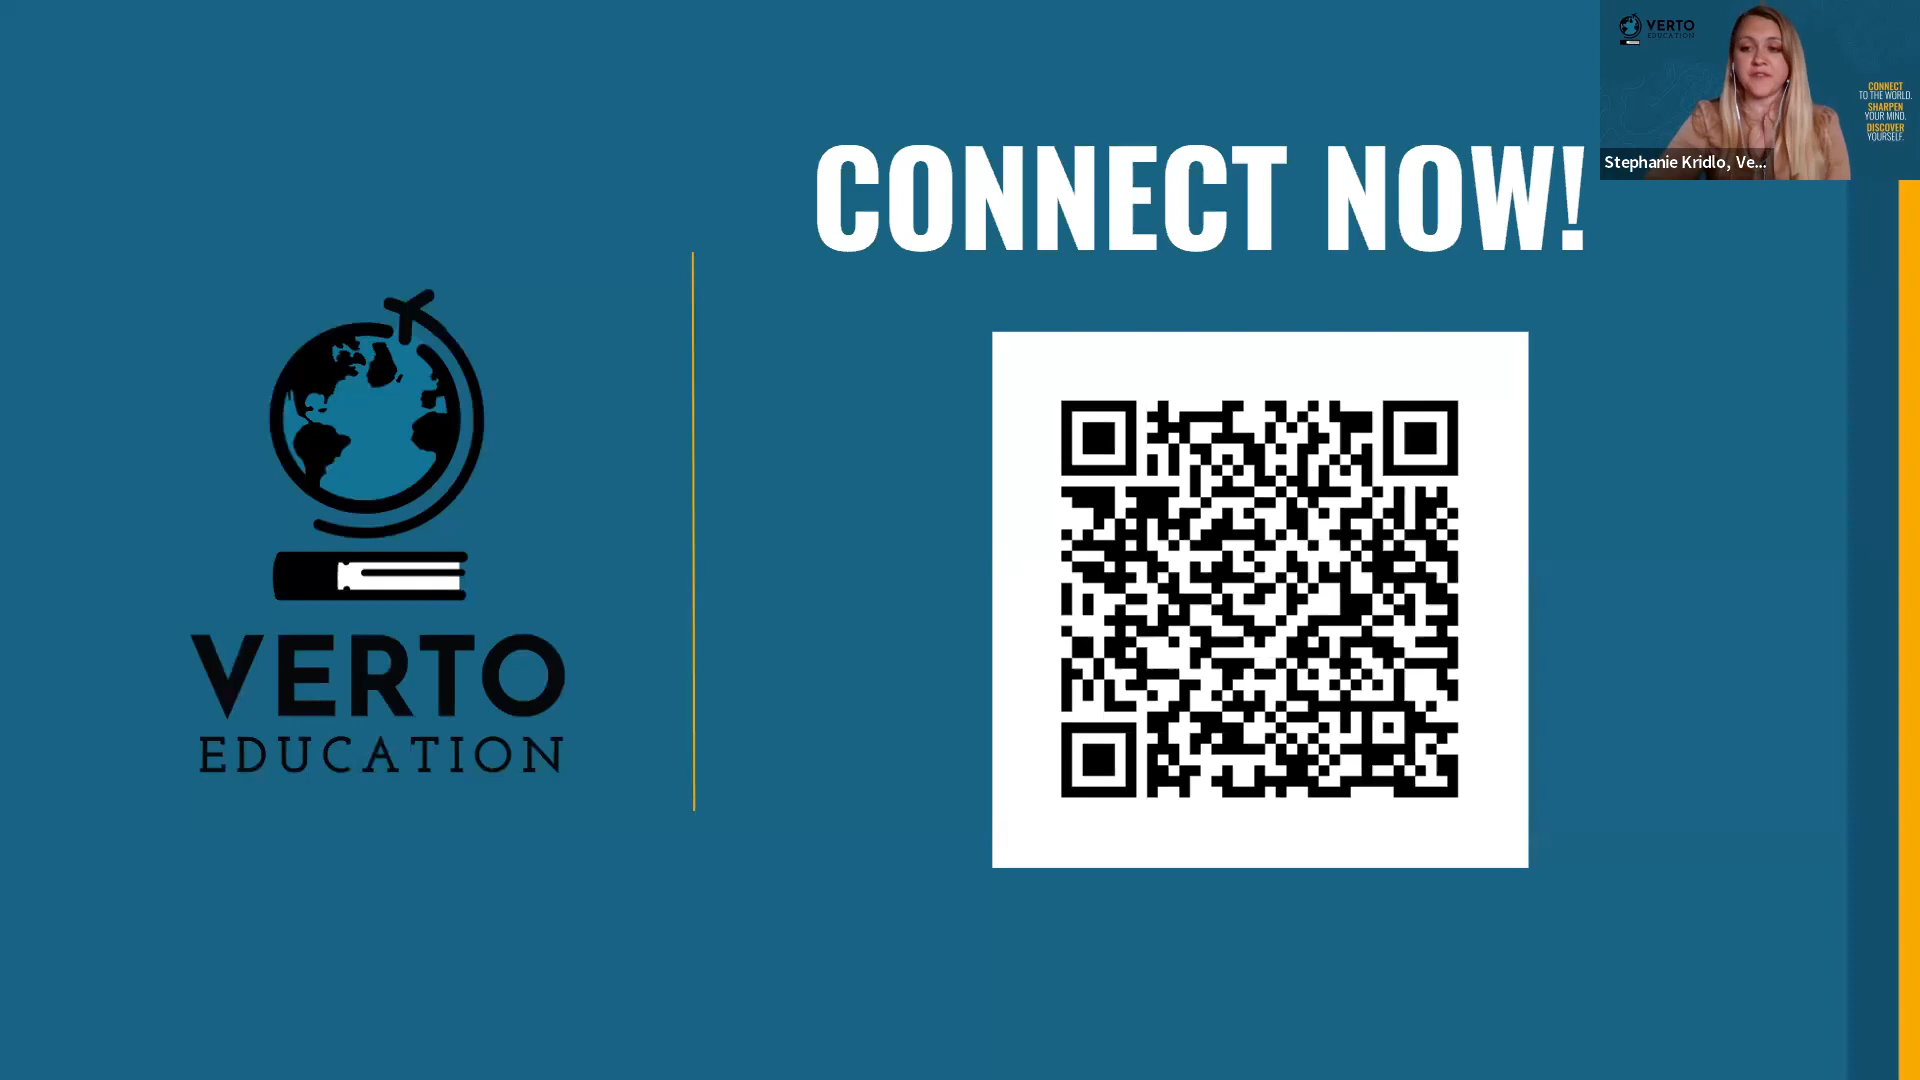 CONNECT NOW!
VERTO
EDUCATION
VERTO
EDUCATION
CONNECT
TO THE WORLD.
SHARPEN
YOUR MIND.
DISCOVER
YOURSELF.
Stephanie Kridlo, Ve...